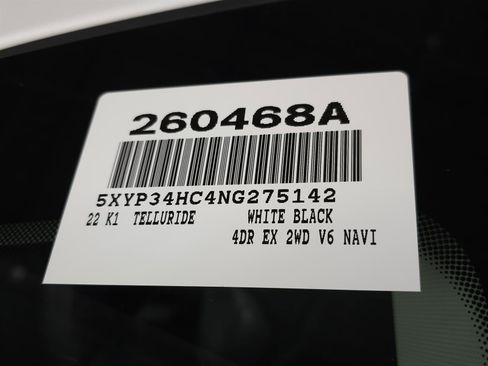 260468A
5XYP34HC4NG275142
22 K1 TELLURIDE WHITE BLACK
4DR EX 2WD V6 NAVI